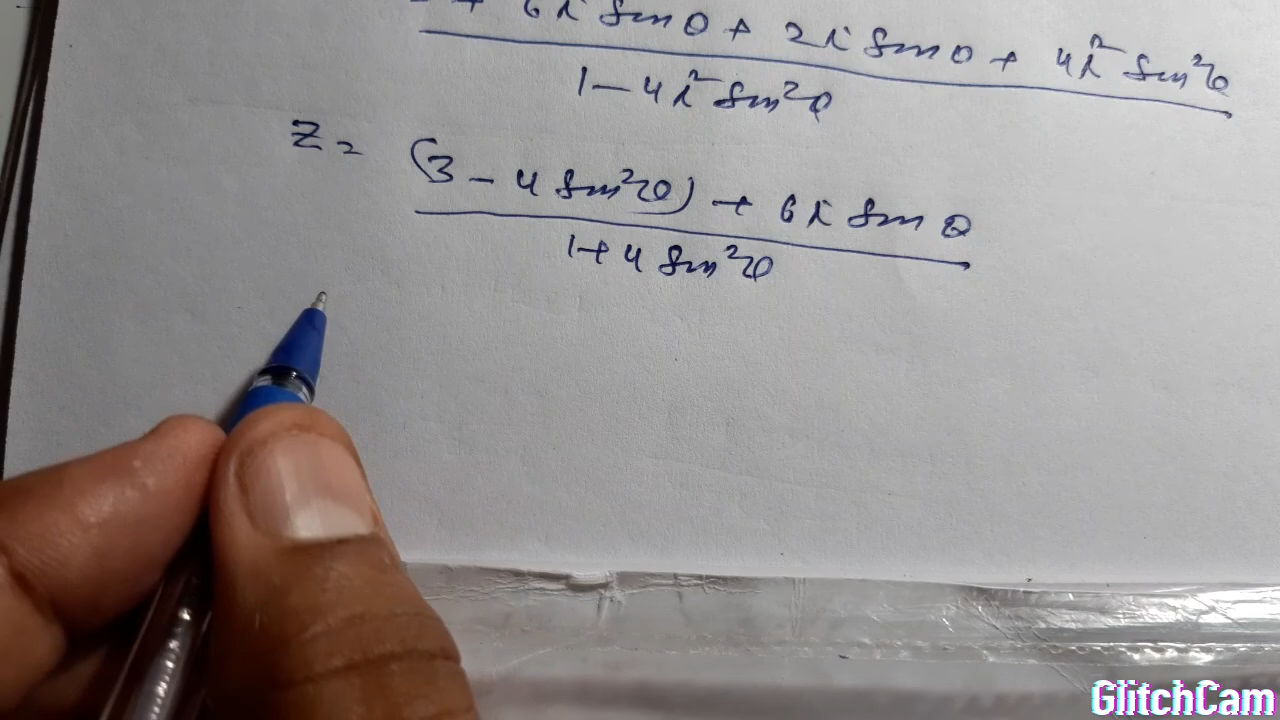 + 6i Sinθ + 2i Sinθ + 4i² Sin²θ
1 - 4i² Sin²θ
Z = (3 - 4 Sin²θ) + 6i Sinθ
1 + 4 Sin²θ
GlitchCam